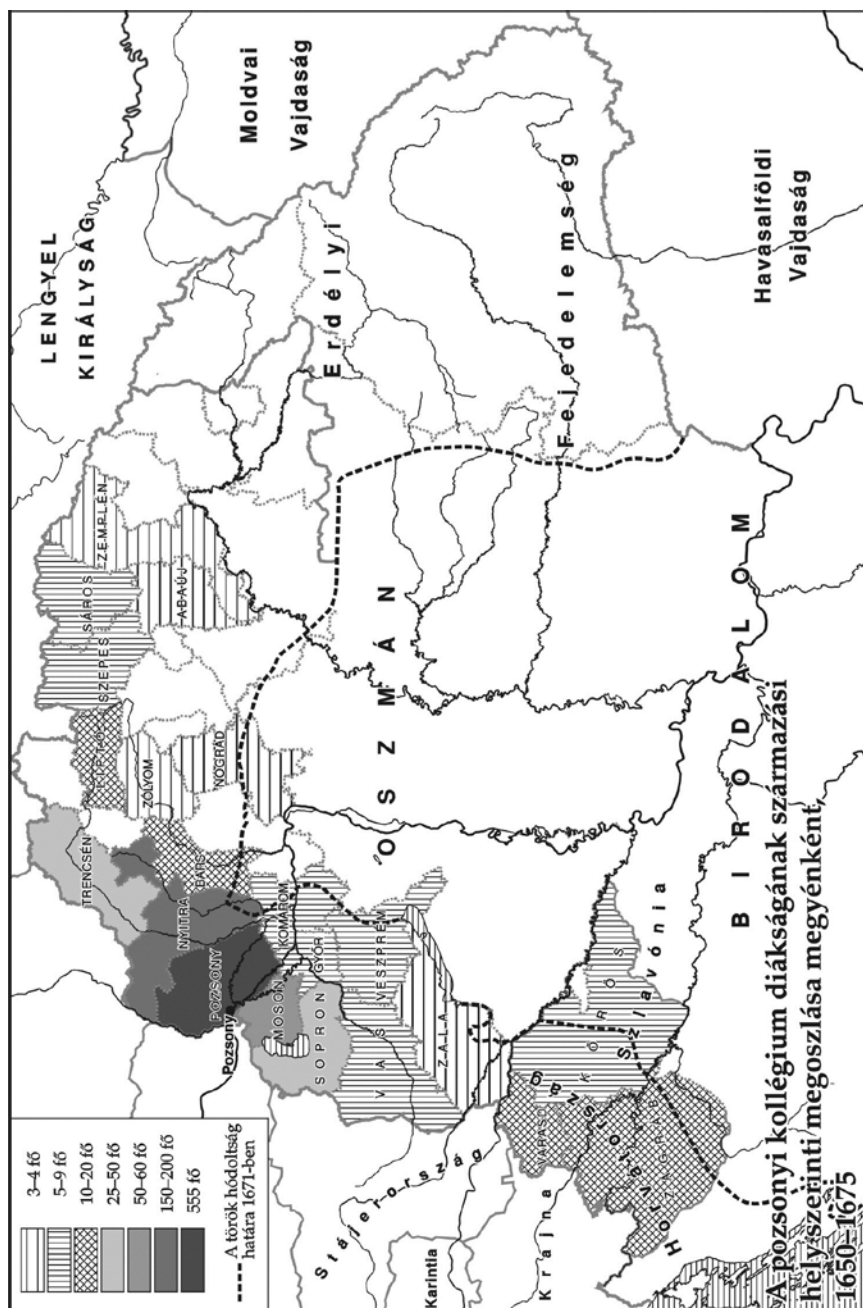 3–4 fő
5–9 fő
10–20 fő
25–50 fő
50–60 fő
150–200 fő
555 fő
A török hódoltság
határa 1671-ben
LENGYEL
KIRÁLYSÁG
Moldvai
Vajdaság
Erdélyi
Fejedelemség
Havasalföldi
Vajdaság
OSZMÁN
BIRODALOM
TRENCSÉN
NYITRA
POZSONY
Pozsony
BARS
LIPTÓ
ZÓLYOM
NÓGRÁD
SZEPES
SÁROS
ZEMPLÉN
ABAÚJ
KOMÁROM
GYŐR
MOSON
SOPRON
VAS
VESZPRÉM
ZALA
Stájerország
Karintia
Krajna
Horvátország
VARASD
ZÁGRÁB
KŐRÖS
Szlavónia
A pozsonyi kollégium diákságának származási
hely szerinti megoszlása megyénként,
1650–1675